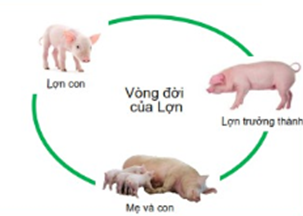 Lợn con
Vòng đời
của Lợn
Lợn trưởng thành
Mẹ và con